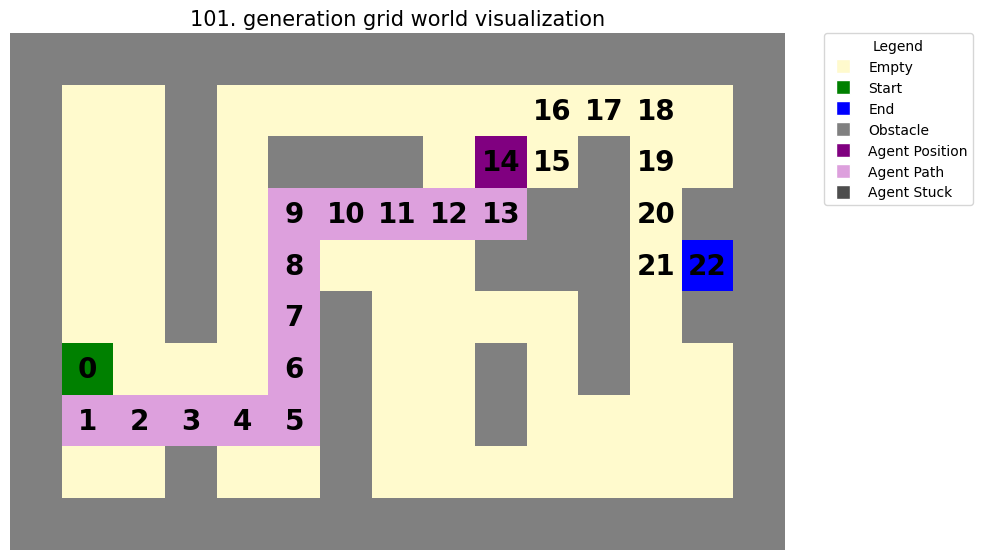 101. generation grid world visualization
Legend
Empty
Start
End
Obstacle
Agent Position
Agent Path
Agent Stuck
16 17 18
14 15 19
9 10 11 12 13 20
8 21 22
7
0 6
1 2 3 4 5